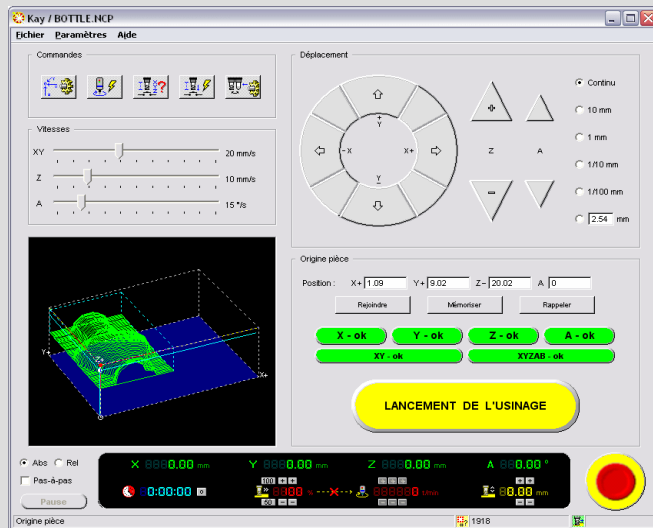 Kay / BOTTLE.NCP
Fichier Paramètres Aide
Commandes
Vitesses
XY 20 mm/s
Z 10 mm/s
A 15 °/s
Y+
X+
Déplacement
Y+
-X X+
Y-
+ Z A -
Continu
10 mm
1 mm
1/10 mm
1/100 mm
2.54 mm
Origine pièce
Position : X+ 1.09 Y+ 9.02 Z- 20.02 A 0
Rejoindre Mémoriser Rappeler
X - ok Y - ok Z - ok A - ok
XY - ok XYZAB - ok
LANCEMENT DE L'USINAGE
Abs Rel
Pas-à-pas
Pause
X 0.00 mm Y 0.00 mm Z 0.00 mm A 0.00 °
0:00:00 100 50 % 1/min 0.00 mm
Origine pièce 1918